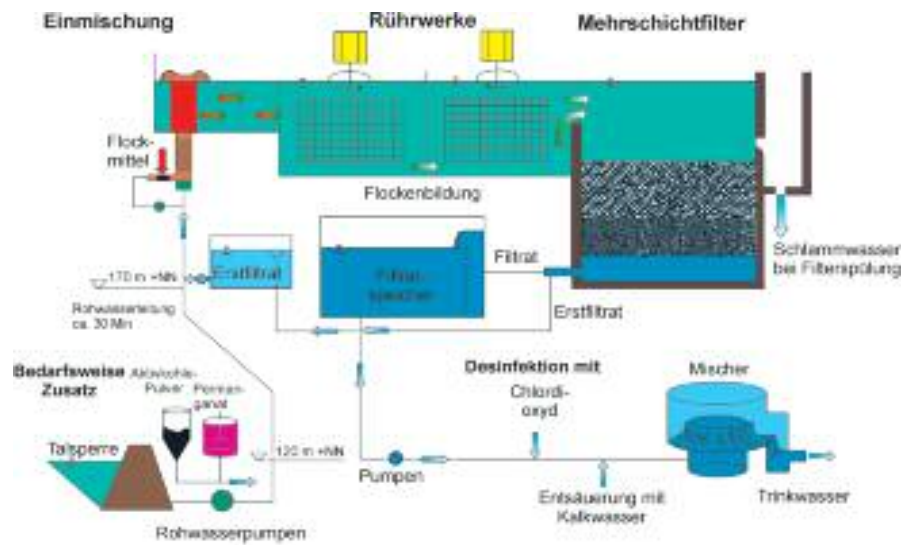 Einmischung
Rührwerke
Mehrschichtfilter
Flock-
mittel
Flockenbildung
Schlammwasser
bei Filterspülung
Erstfiltrat
Filtrat-
speicher
Filtrat
Erstfiltrat
170 m +NN
Rohwasserleitung
ca. 30 Min
Bedarfsweise
Zusatz
Aktivkohle-
Pulver
Perman-
ganat
Talsperre
120 m +NN
Rohwasserpumpen
Pumpen
Desinfektion mit
Chlordi-
oxyd
Entsäuerung mit
Kalkwasser
Mischer
Trinkwasser